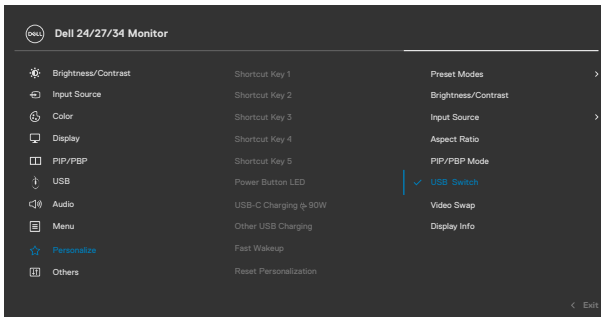 DELL Dell 24/27/34 Monitor
Brightness/Contrast Shortcut Key 1 Preset Modes
Input Source Shortcut Key 2 Brightness/Contrast
Color Shortcut Key 3 Input Source
Display Shortcut Key 4 Aspect Ratio
PIP/PBP Shortcut Key 5 PIP/PBP Mode
USB Power Button LED USB Switch
Audio USB-C Charging 90W Video Swap
Menu Other USB Charging Display Info
Personalize Fast Wakeup
Others Reset Personalization
Exit